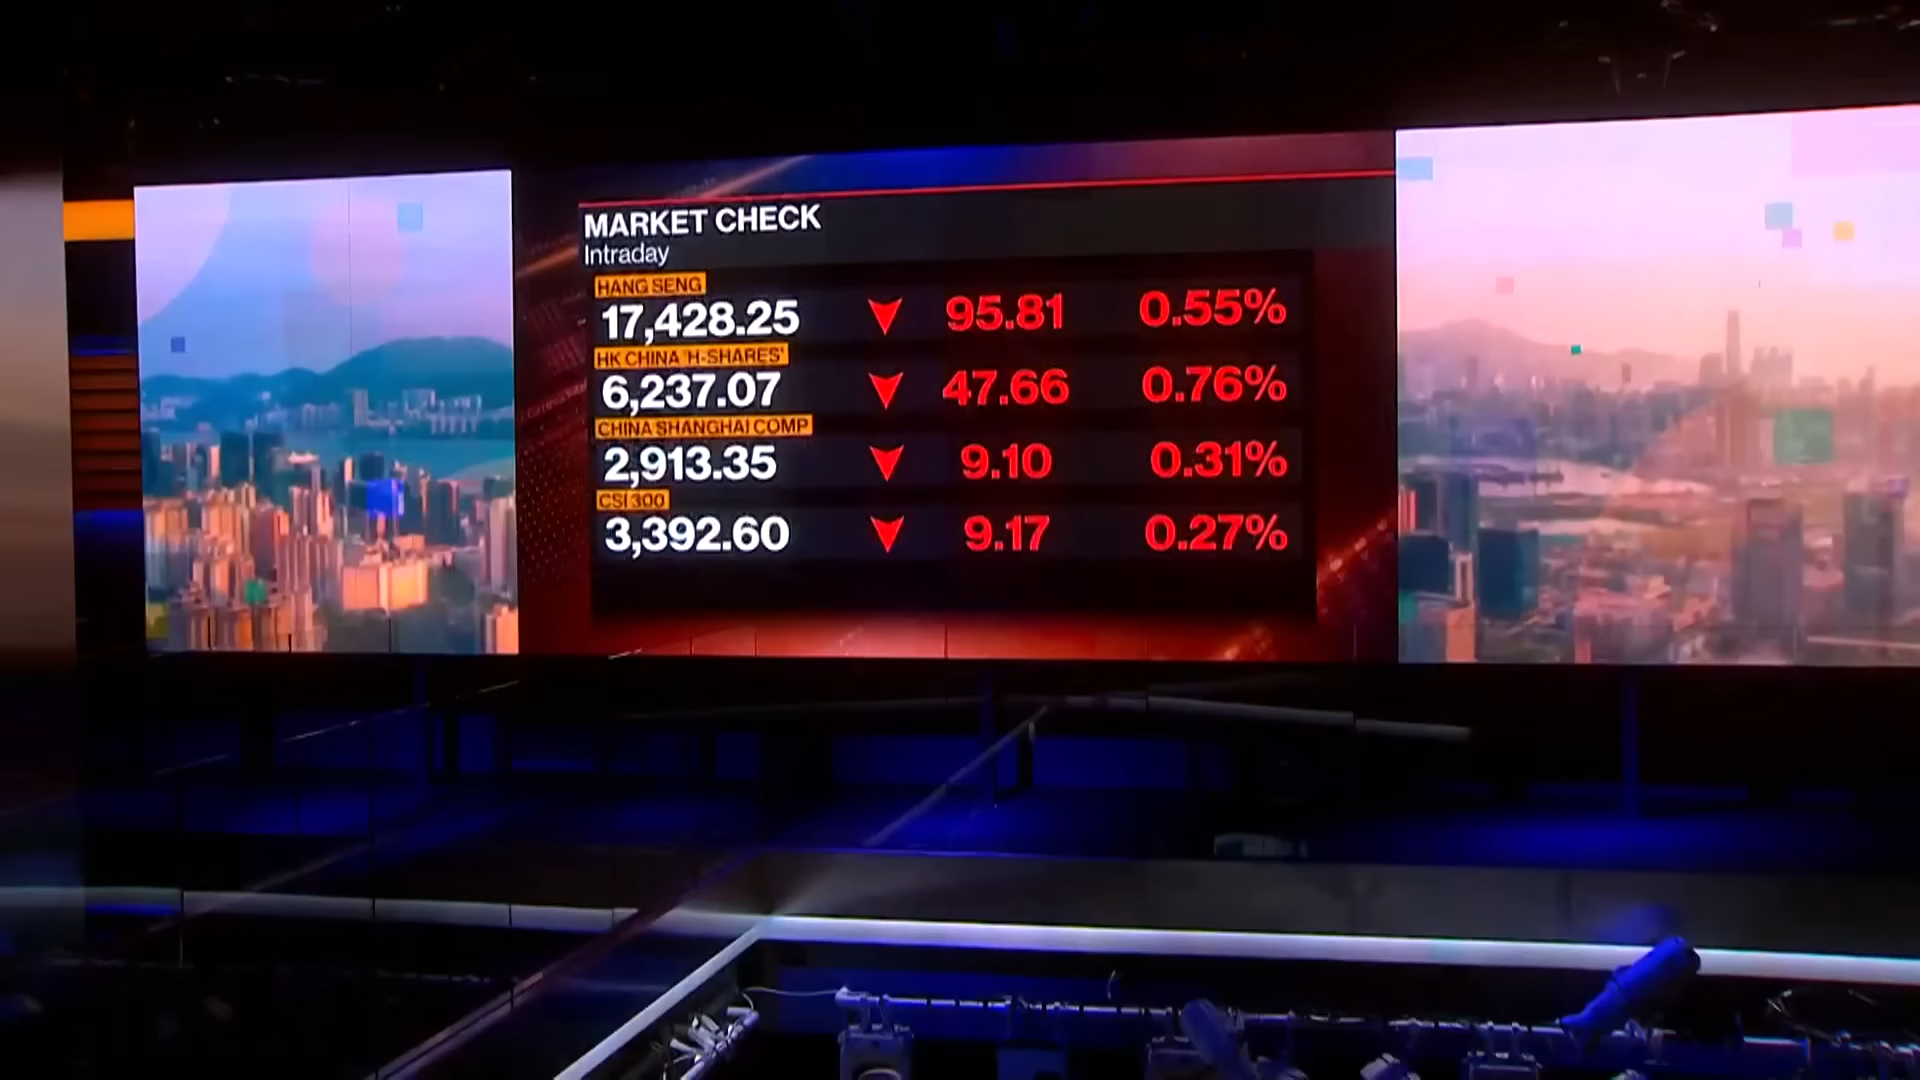 MARKET CHECK
Intraday
HANG SENG
17,428.25 95.81 0.55%
HK CHINA 'H-SHARES'
6,237.07 47.66 0.76%
CHINA SHANGHAI COMP
2,913.35 9.10 0.31%
CSI 300
3,392.60 9.17 0.27%